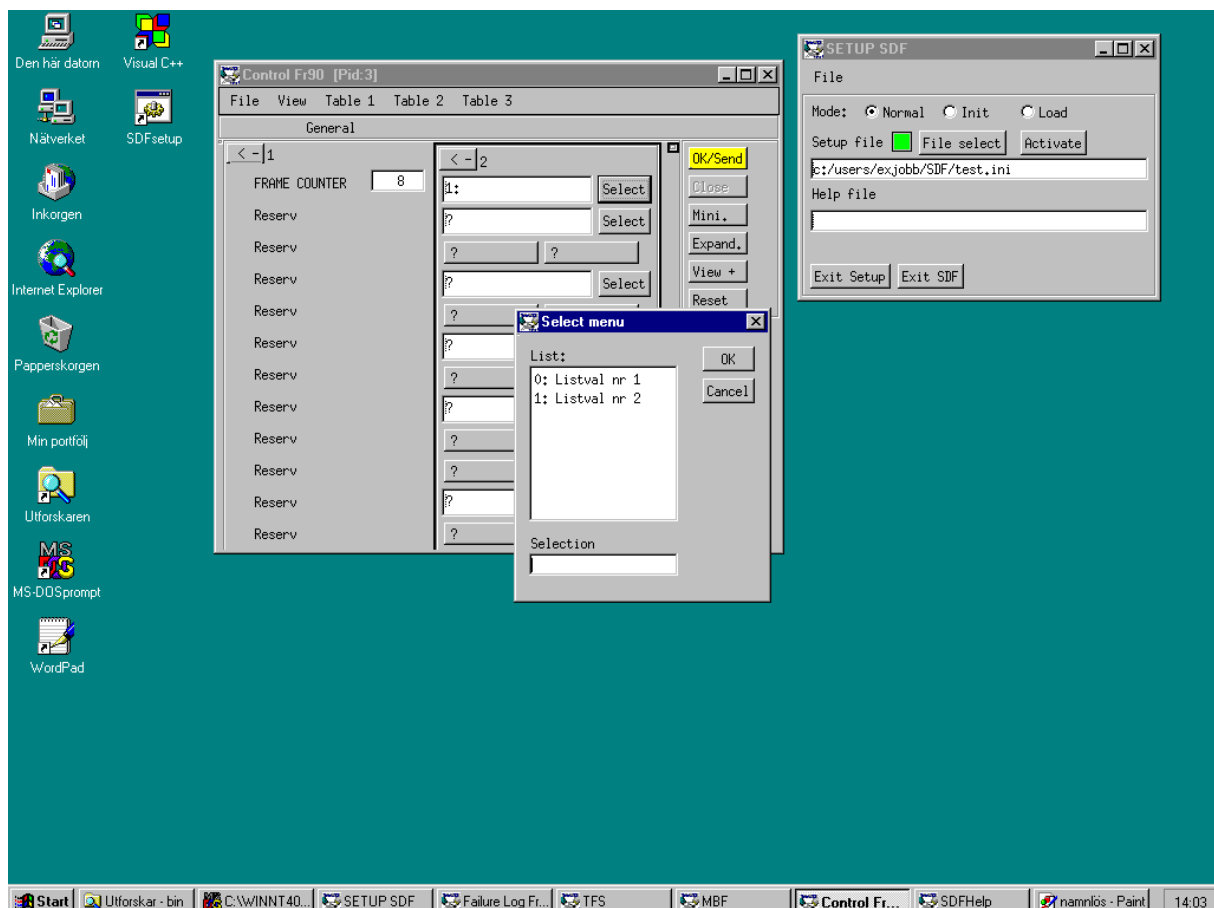 Den här datorn
Visual C++
Nätverket
SDFsetup
Inkorgen
Internet Explorer
Papperskorgen
Min portfölj
Utforskaren
MS-DOSprompt
WordPad
Control Fr90 [Pid:3]
File View Table 1 Table 2 Table 3
General
<-|1
<-|2
FRAME COUNTER 8
1: Select
Reserv ? Select
Reserv ? ?
Reserv ? Select
Reserv ?
Reserv ?
Reserv ?
Reserv ?
Reserv ?
Reserv ?
Reserv ?
Reserv ?
OK/Send
Close
Mini.
Expand.
View +
Reset
Select menu
List:
0: Listval nr 1
1: Listval nr 2
OK
Cancel
Selection
SETUP SDF
File
Mode: Normal Init Load
Setup file File select Activate
c:/users/exjobb/SDF/test.ini
Help file
Exit Setup Exit SDF
Start Utforskar - bin C:\WINNT40... SETUP SDF Failure Log Fr... TFS MBF Control Fr... SDFHelp namnlös - Paint 14:03